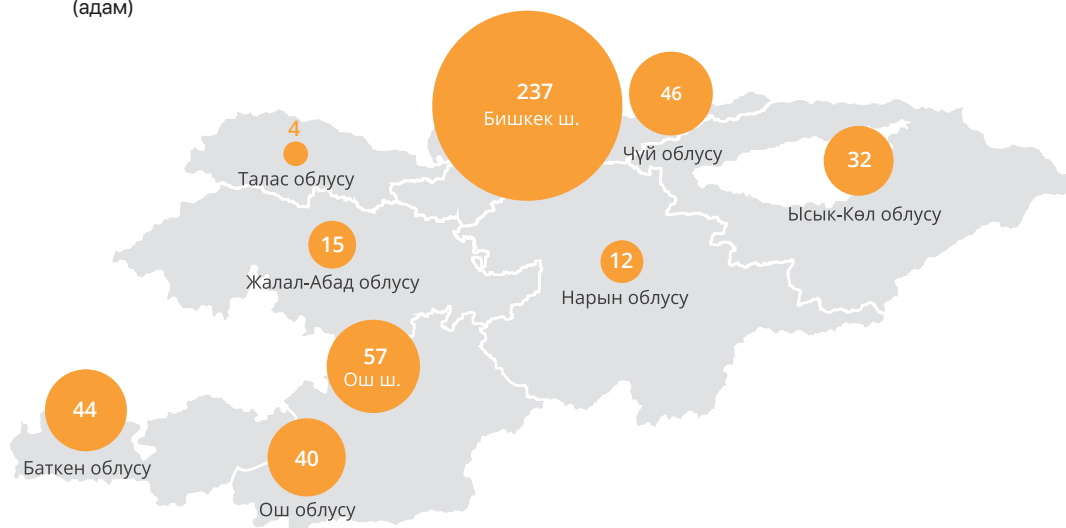 (адам)
237
Бишкек ш.
46
Чүй облусу
4
Талас облусу
32
Ысык-Көл облусу
15
Жалал-Абад облусу
12
Нарын облусу
57
Ош ш.
44
Баткен облусу
40
Ош облусу